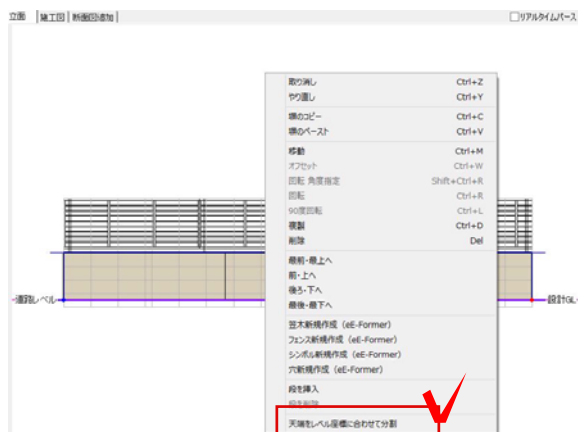 立面 施工図 断面図追加 リアルタイムパース
取り消し Ctrl+Z
やり直し Ctrl+Y
塀のコピー Ctrl+C
塀のペースト Ctrl+V
移動 Ctrl+M
オフセット Ctrl+W
回転 角度指定 Shift+Ctrl+R
回転 Ctrl+R
90度回転 Ctrl+L
複製 Ctrl+D
削除 Del
最前・最上へ
前・上へ
後ろ・下へ
道路レベル
設計GL
最後・最下へ
笠木新規作成（eE-Former）
フェンス新規作成（eE-Former）
シンボル新規作成（eE-Former）
穴新規作成（eE-Former）
段を挿入
段を削除
天端をレベル座標に合わせて分割